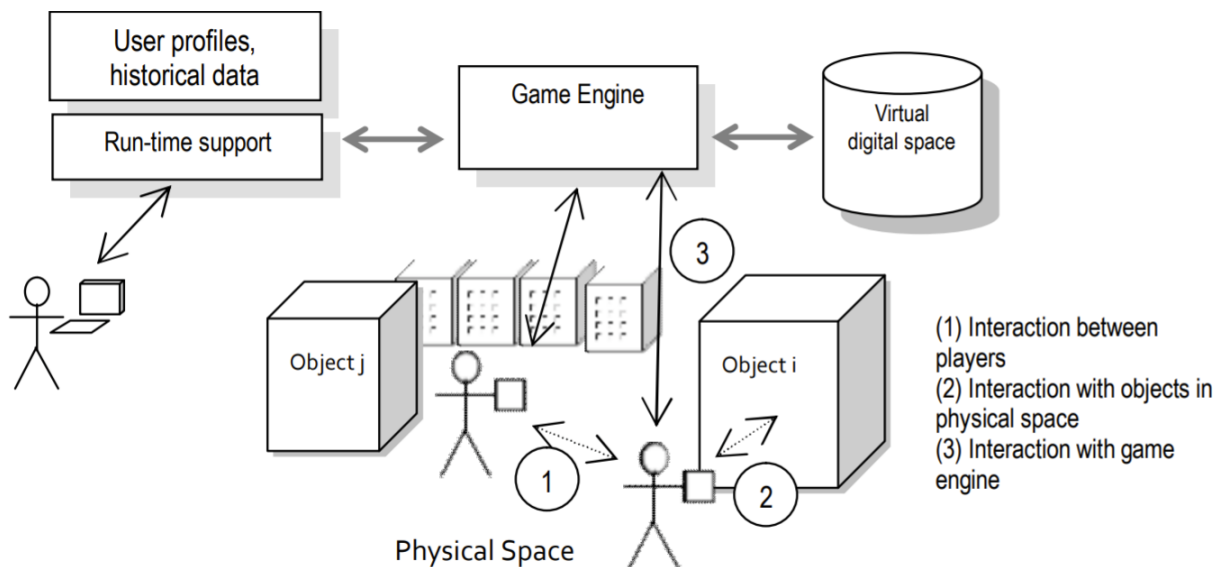 User profiles,
historical data
Run-time support
Game Engine
Virtual
digital space
3
Object j
Object i
1
2
Physical Space
(1) Interaction between
players
(2) Interaction with objects in
physical space
(3) Interaction with game
engine